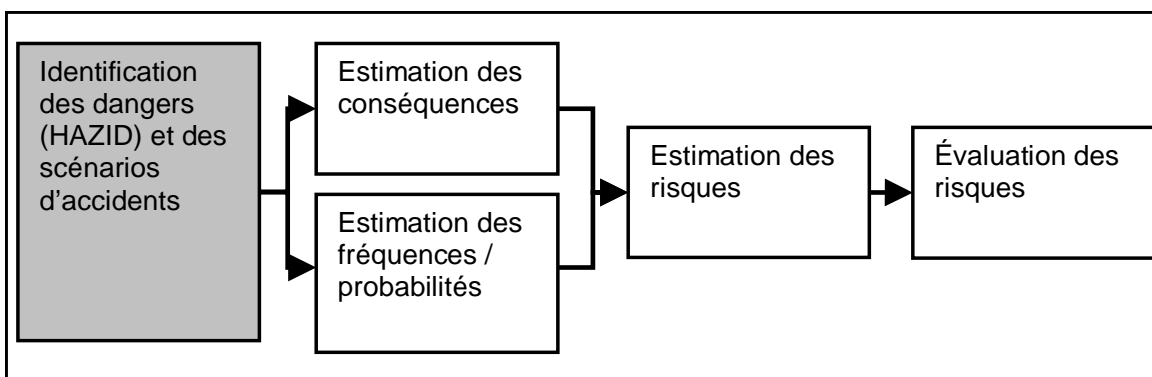 Identification
des dangers
(HAZID) et des
scénarios
d'accidents
Estimation des
conséquences
Estimation des
fréquences /
probabilités
Estimation des
risques
Évaluation des
risques